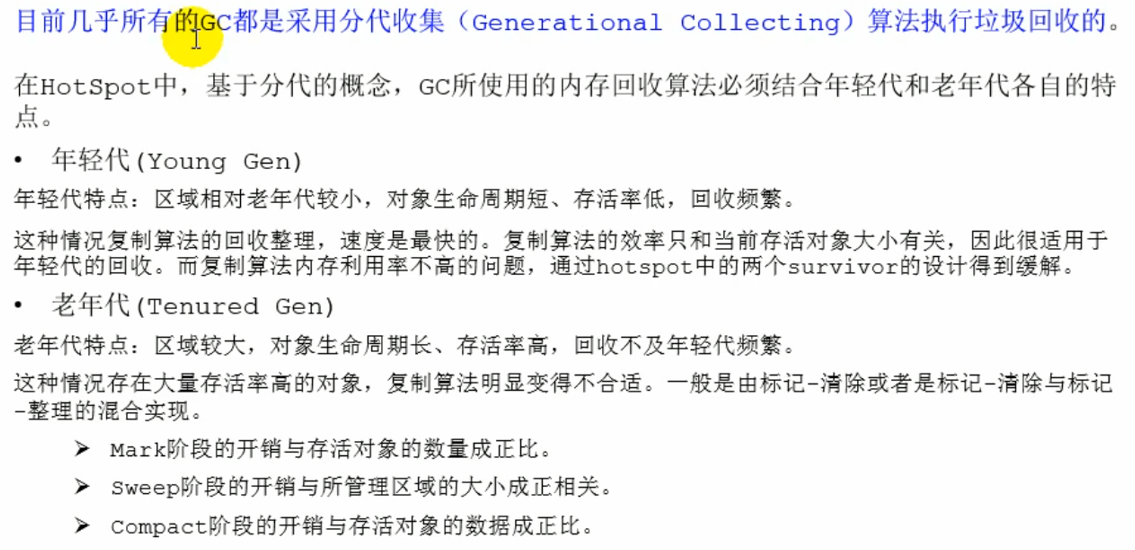 目前几乎所有的GC都是采用分代收集（Generational Collecting）算法执行垃圾回收的。
在HotSpot中，基于分代的概念，GC所使用的内存回收算法必须结合年轻代和老年代各自的特
点。
• 年轻代(Young Gen)
年轻代特点：区域相对老年代较小，对象生命周期短、存活率低，回收频繁。
这种情况复制算法的回收整理，速度是最快的。复制算法的效率只和当前存活对象大小有关，因此很适用于
年轻代的回收。而复制算法内存利用率不高的问题，通过hotspot中的两个survivor的设计得到缓解。
• 老年代(Tenured Gen)
老年代特点：区域较大，对象生命周期长、存活率高，回收不及年轻代频繁。
这种情况存在大量存活率高的对象，复制算法明显变得不合适。一般是由标记-清除或者是标记-清除与标记
-整理的混合实现。
➢ Mark阶段的开销与存活对象的数量成正比。
➢ Sweep阶段的开销与所管理区域的大小成正相关。
➢ Compact阶段的开销与存活对象的数据成正比。